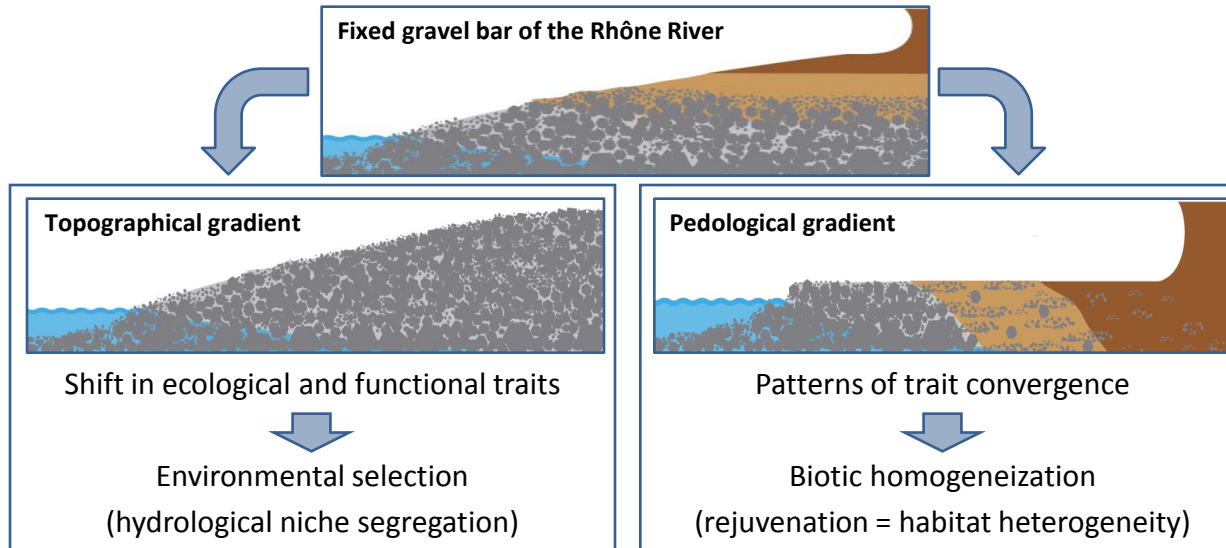 Fixed gravel bar of the Rhône River
Topographical gradient
Shift in ecological and functional traits
Environmental selection
(hydrological niche segregation)
Pedological gradient
Patterns of trait convergence
Biotic homogeneization
(rejuvenation = habitat heterogeneity)